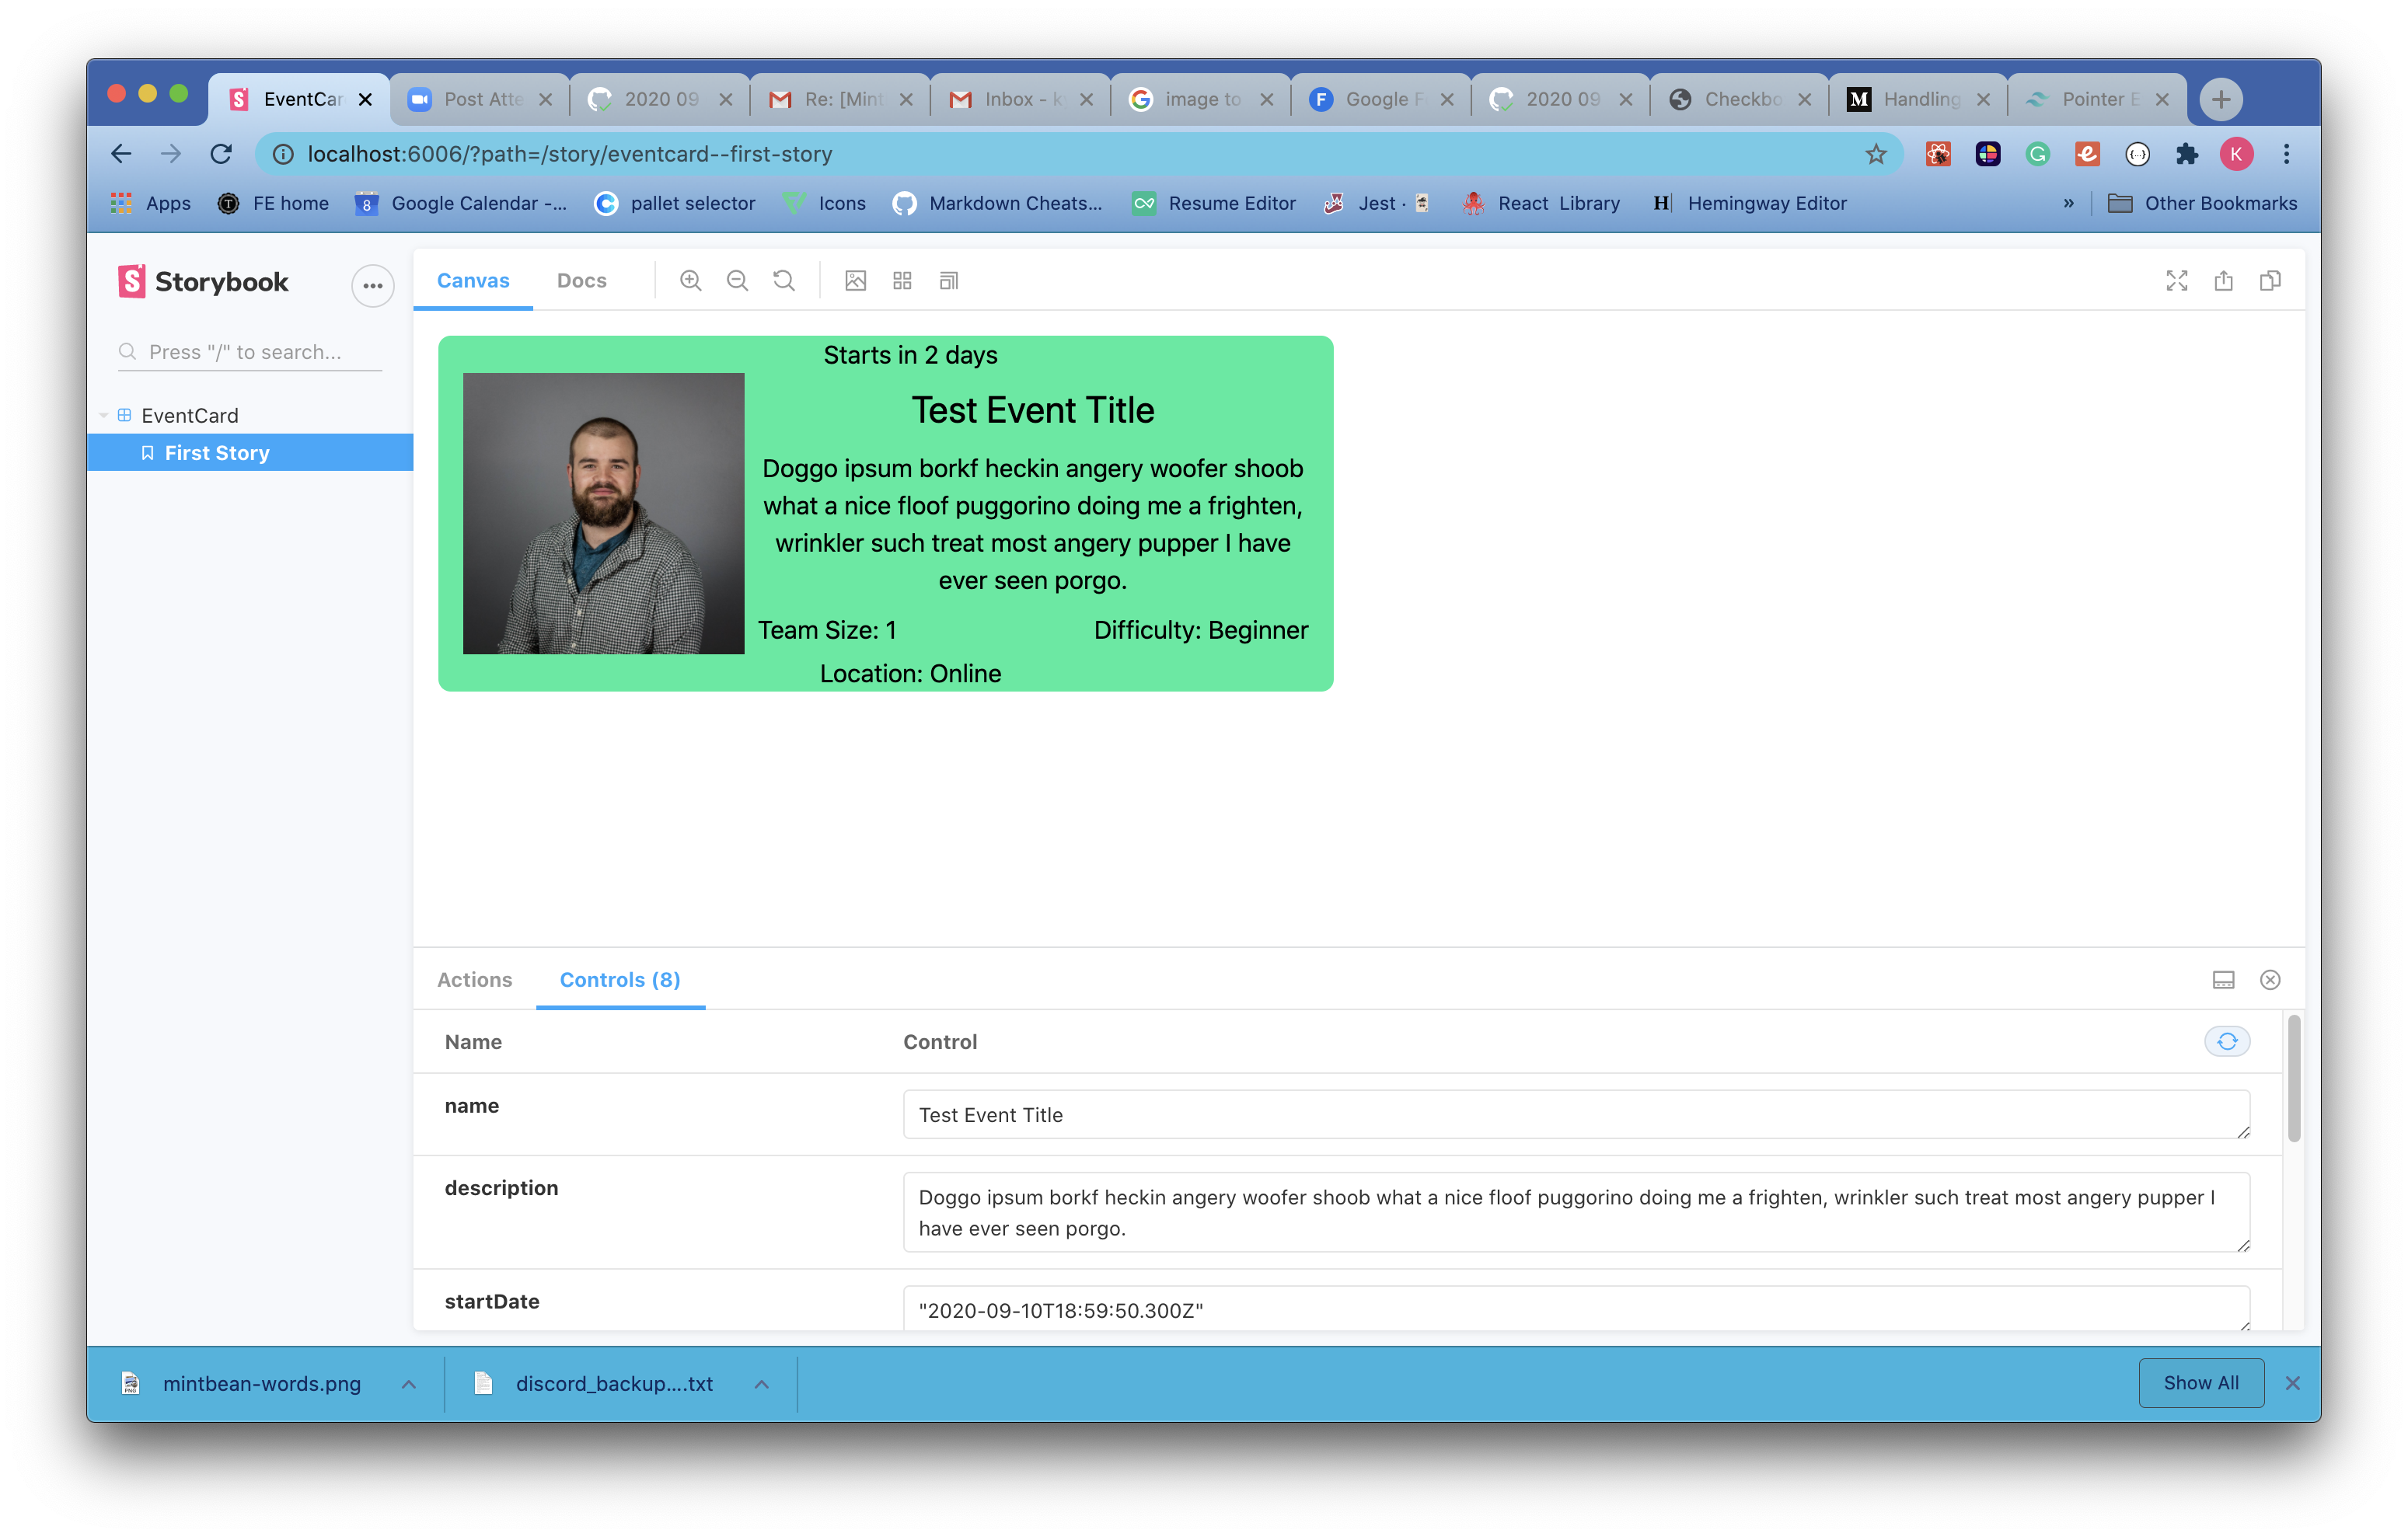 EventCar
Post Atte
2020 09
Re: [Mint
Inbox - k
image to
Google F
2020 09
Checkbo
Handling
Pointer E
localhost:6006/?path=/story/eventcard--first-story
K
Apps
FE home
8
Google Calendar -...
pallet selector
Icons
Markdown Cheats...
Resume Editor
Jest ·
React Library
H
Hemingway Editor
»
Other Bookmarks
Storybook
Canvas
Docs
Press "/" to search...
EventCard
First Story
Starts in 2 days
Test Event Title
Doggo ipsum borkf heckin angery woofer shoob
what a nice floof puggorino doing me a frighten,
wrinkler such treat most angery pupper I have
ever seen porgo.
Team Size: 1 Difficulty: Beginner
Location: Online
Actions
Controls (8)
Name Control
name Test Event Title
description Doggo ipsum borkf heckin angery woofer shoob what a nice floof puggorino doing me a frighten, wrinkler such treat most angery pupper I
have ever seen porgo.
startDate "2020-09-10T18:59:50.300Z"
mintbean-words.png
discord_backup....txt
Show All